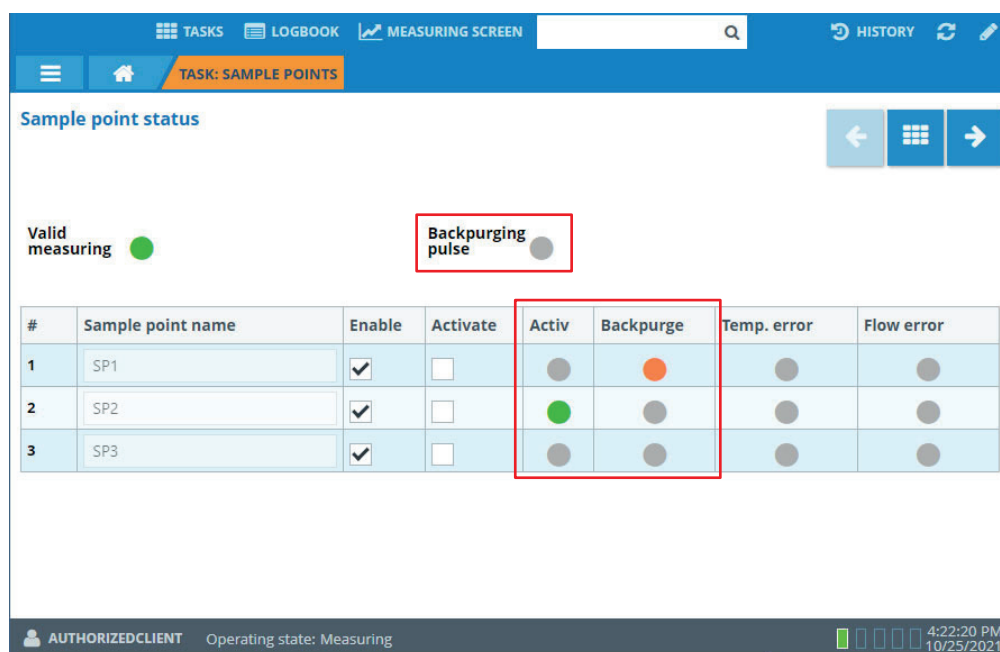 TASKS LOGBOOK MEASURING SCREEN HISTORY
TASK: SAMPLE POINTS
Sample point status
Valid
measuring
Backpurging
pulse
# Sample point name Enable Activate Activ Backpurge Temp. error Flow error
1 SP1
2 SP2
3 SP3
AUTHORIZEDCLIENT Operating state: Measuring
4:22:20 PM
10/25/2021